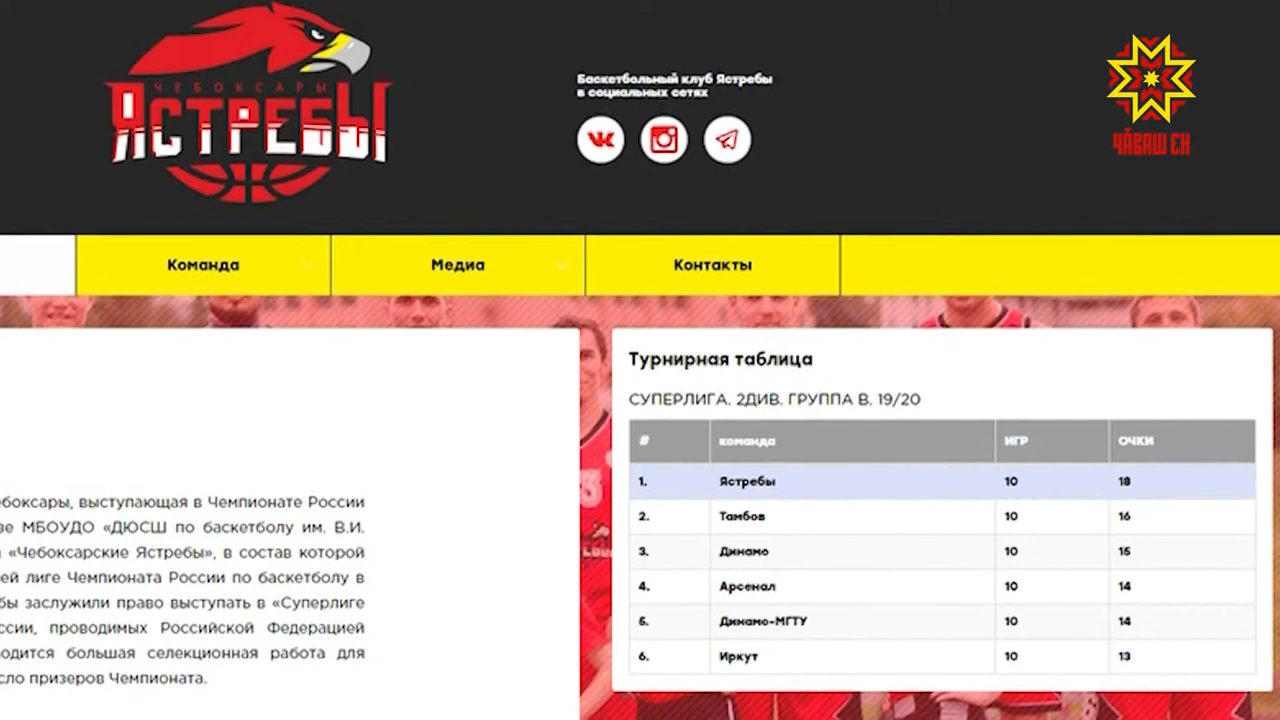 ЧЕБОКСАРЫ
ЯСТРЕБЫ
Баскетбольный клуб Ястребы
в социальных сетях
ЧӐВАШ ЕН
Команда
Медиа
Контакты
ебоксары, выступающая в Чемпионате России
зе МБОУДО «ДЮСШ по баскетболу им. В.И.
«Чебоксарские Ястребы», в состав которой
ей лиге Чемпионата России по баскетболу в
бы заслужили право выступать в «Суперлиге
ссии, проводимых Российской Федерацией
одится большая селекционная работа для
сло призеров Чемпионата.
Турнирная таблица
СУПЕРЛИГА. 2ДИВ. ГРУППА В. 19/20
# команда ИГР ОЧКИ
1. Ястребы 10 18
2. Тамбов 10 16
3. Динамо 10 15
4. Арсенал 10 14
5. Динамо-МГТУ 10 14
6. Иркут 10 13